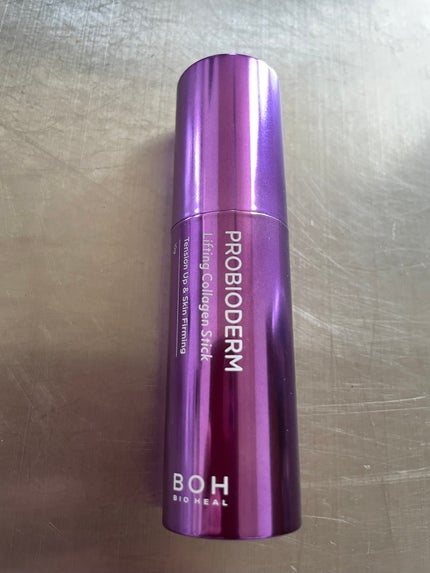 PROBIODERM
Lifting Collagen Stick
Tension Up & Skin Firming
BOH
BIO HEAL